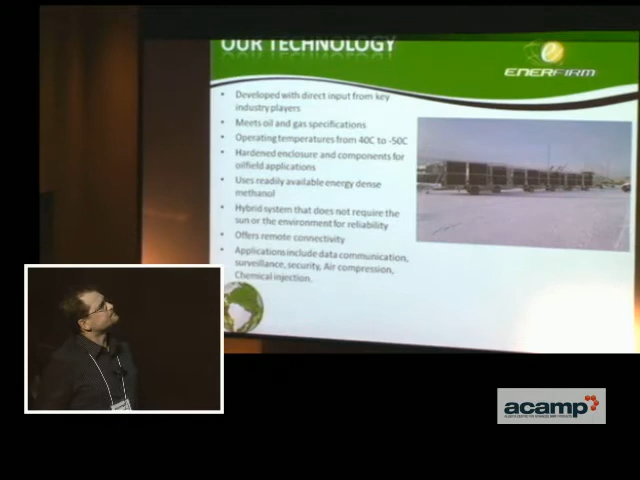 OUR TECHNOLOGY
ENERFIRM
• Developed with direct input from key
industry players
• Meets oil and gas specifications
• Operating temperatures from 40C to -50C
• Hardened enclosure and components for
oilfield applications
• Uses readily available energy dense
methanol
• Hybrid system that does not require the
sun or the environment for reliability
• Offers remote connectivity
• Applications include data communication,
surveillance, security, Air compression,
Chemical injection.
acamp